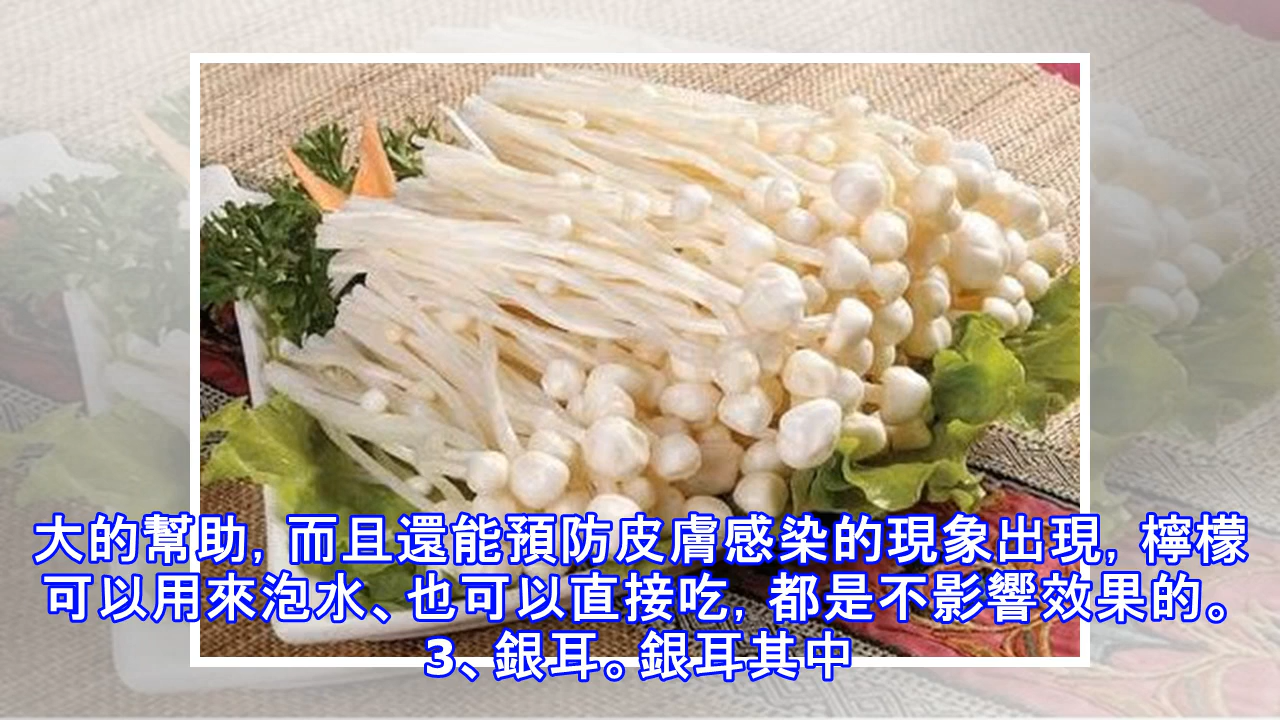 大的幫助, 而且還能預防皮膚感染的現象出現, 檸檬
可以用來泡水、也可以直接吃, 都是不影響效果的。
3、銀耳。銀耳其中